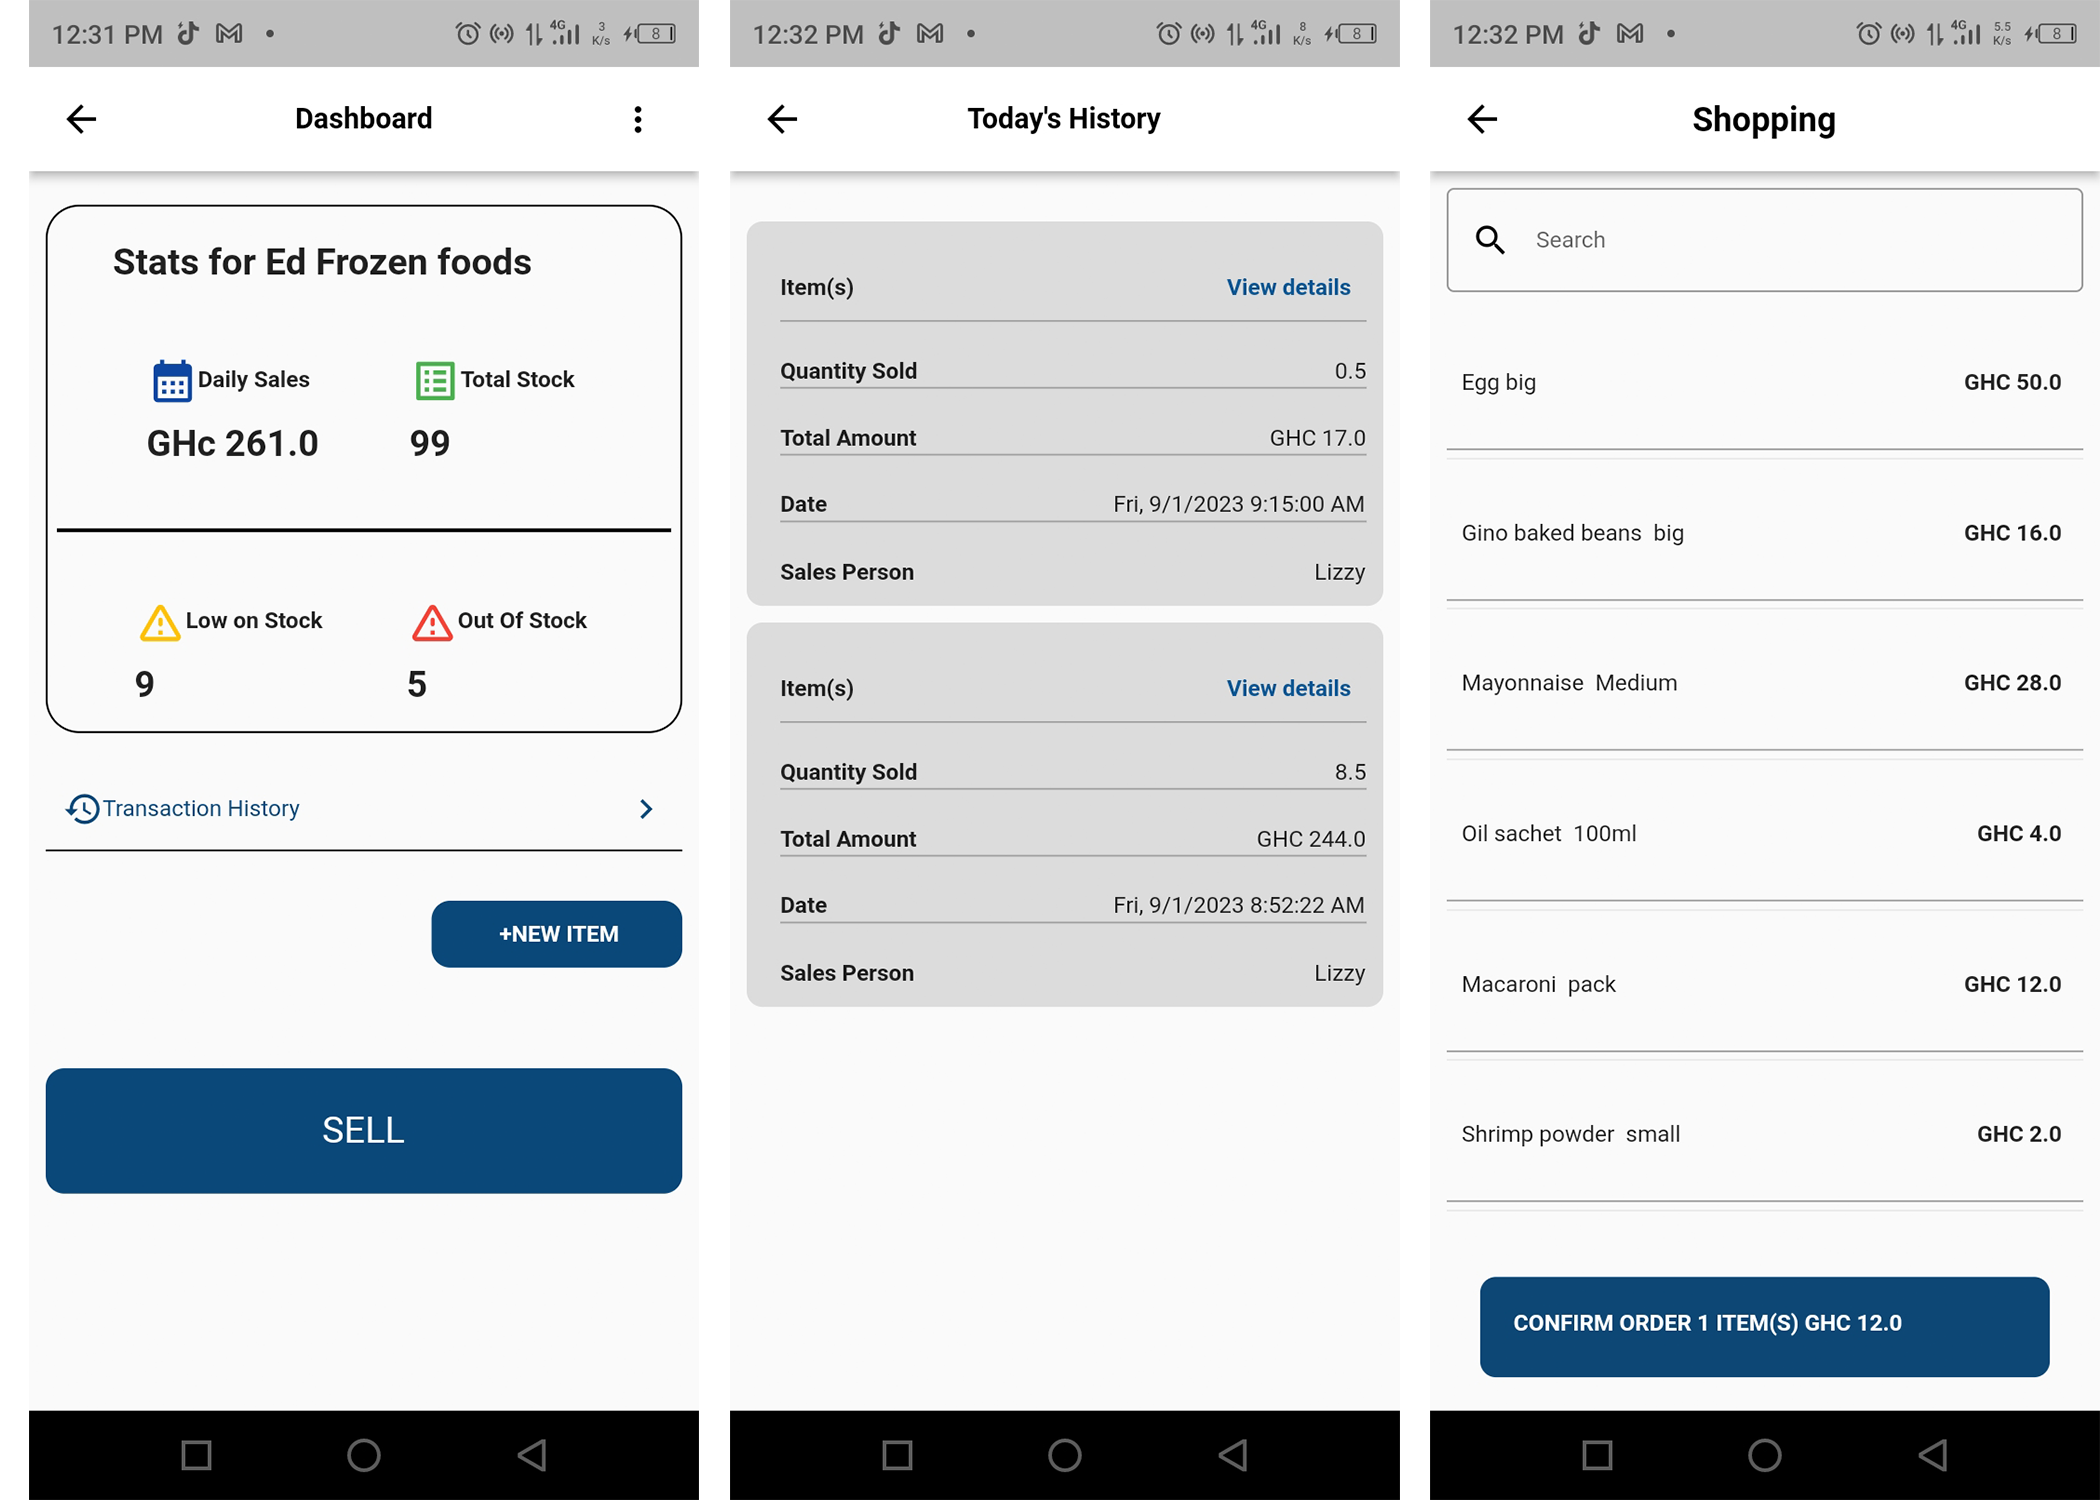 12:31 PM
4G
3
K/s
8
Dashboard
Stats for Ed Frozen foods
Daily Sales
Total Stock
GHc 261.0
99
Low on Stock
Out Of Stock
9
5
Transaction History
+NEW ITEM
SELL
12:32 PM
4G
8
K/s
8
Today's History
Item(s)
View details
Quantity Sold
0.5
Total Amount
GHC 17.0
Date
Fri, 9/1/2023 9:15:00 AM
Sales Person
Lizzy
Item(s)
View details
Quantity Sold
8.5
Total Amount
GHC 244.0
Date
Fri, 9/1/2023 8:52:22 AM
Sales Person
Lizzy
12:32 PM
4G
5.5
K/s
8
Shopping
Search
Egg big
GHC 50.0
Gino baked beans  big
GHC 16.0
Mayonnaise  Medium
GHC 28.0
Oil sachet  100ml
GHC 4.0
Macaroni  pack
GHC 12.0
Shrimp powder  small
GHC 2.0
CONFIRM ORDER 1 ITEM(S) GHC 12.0